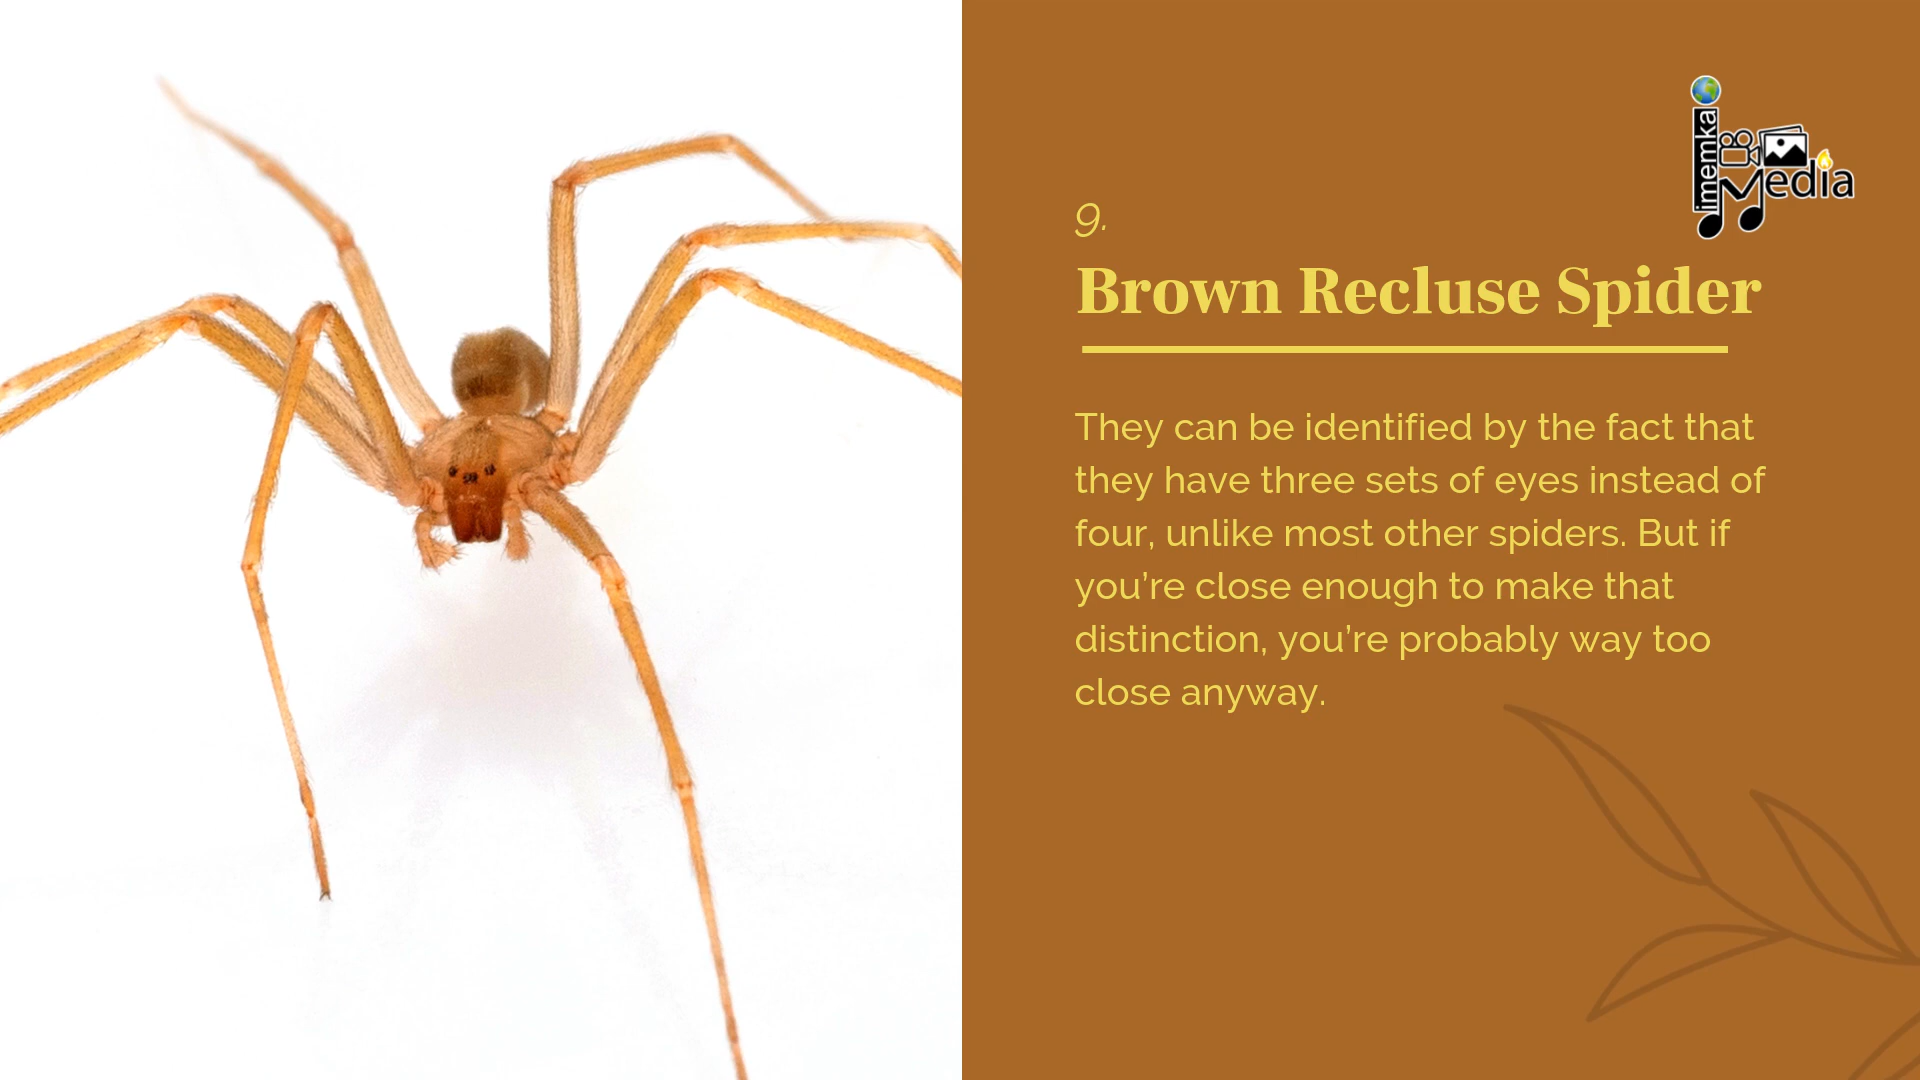 imemka
Media
9.
Brown Recluse Spider
They can be identified by the fact that
they have three sets of eyes instead of
four, unlike most other spiders. But if
you’re close enough to make that
distinction, you’re probably way too
close anyway.